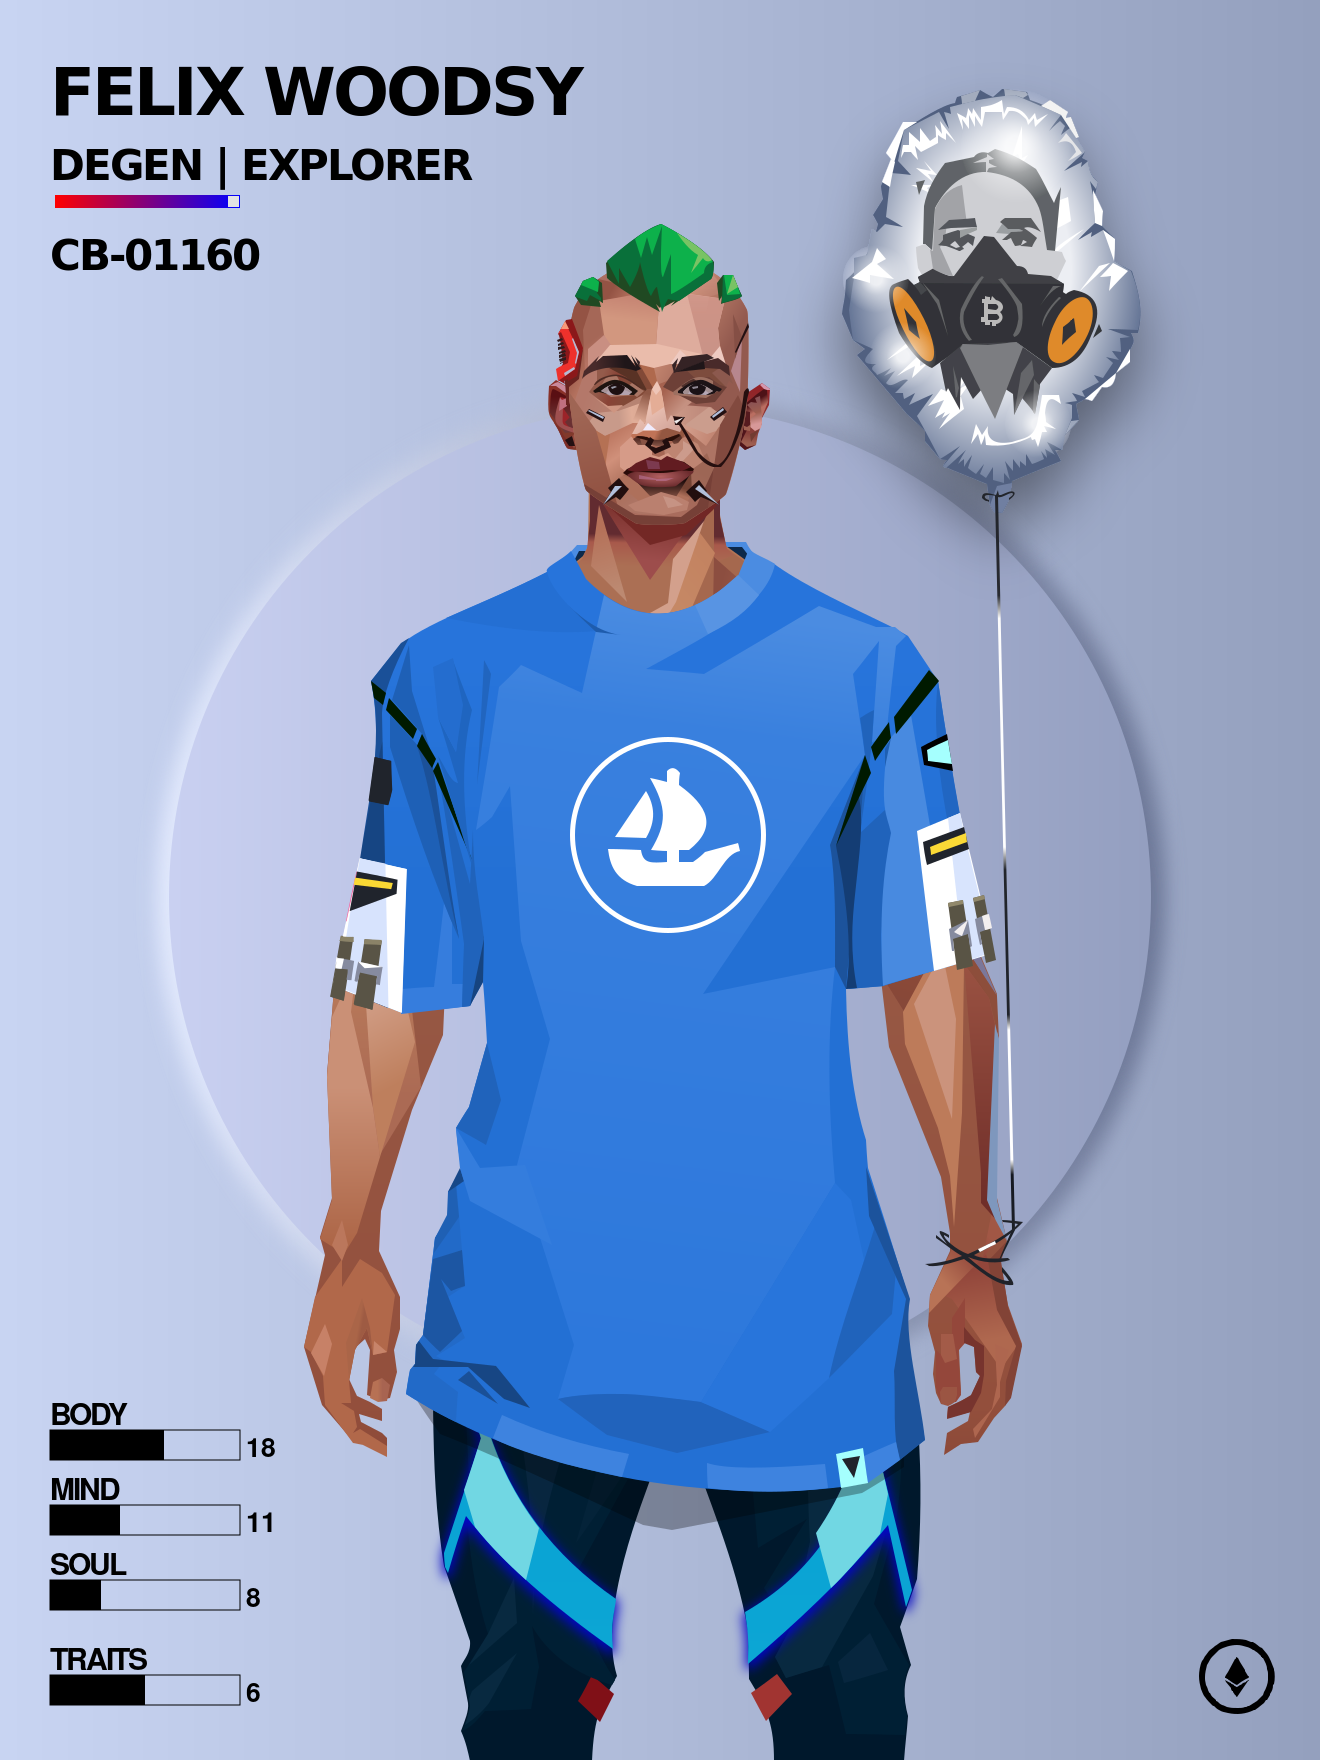 FELIX WOODSY
DEGEN | EXPLORER
CB-01160
BODY
18
MIND
11
SOUL
8
TRAITS
6